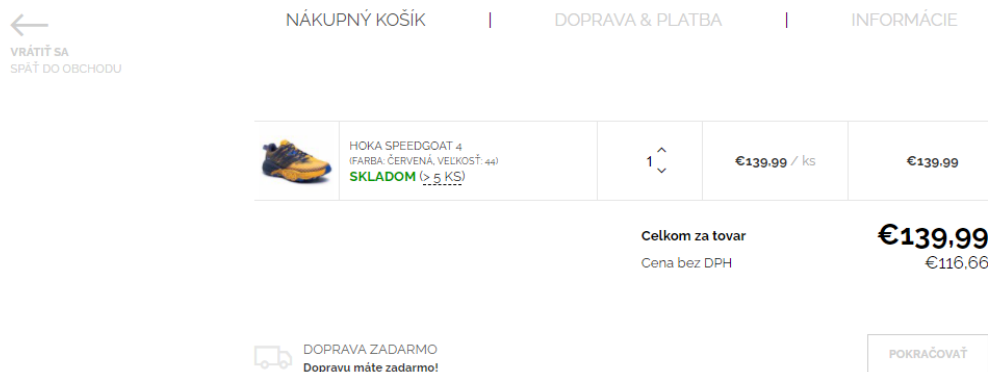 NÁKUPNÝ KOŠÍK | DOPRAVA & PLATBA | INFORMÁCIE
VRÁTIŤ SA
SPÄŤ DO OBCHODU
HOKA SPEEDGOAT 4
(FARBA: ČERVENÁ, VEĽKOSŤ: 44)
SKLADOM (> 5 KS)
1
€139,99 / ks
€139,99
Celkom za tovar €139,99
Cena bez DPH €116,66
DOPRAVA ZADARMO
Dopravu máte zadarmo!
POKRAČOVAŤ